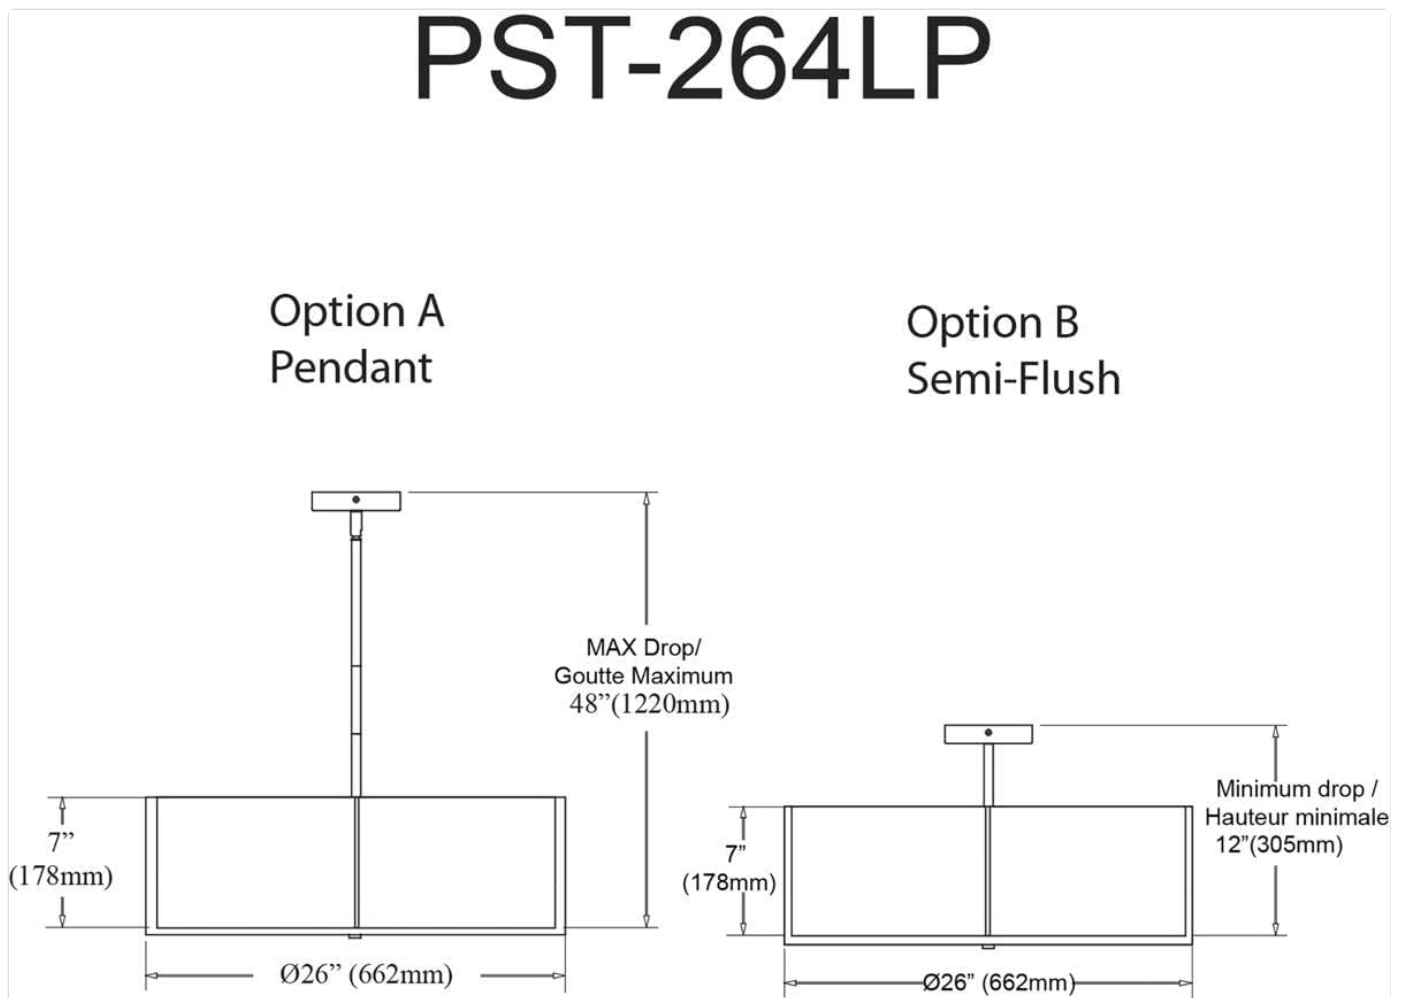 PST-264LP
Option A
Pendant
Option B
Semi-Flush
MAX Drop/
Goutte Maximum
48”(1220mm)
7”
(178mm)
Ø26” (662mm)
Minimum drop /
Hauteur minimale
12”(305mm)
7”
(178mm)
Ø26” (662mm)